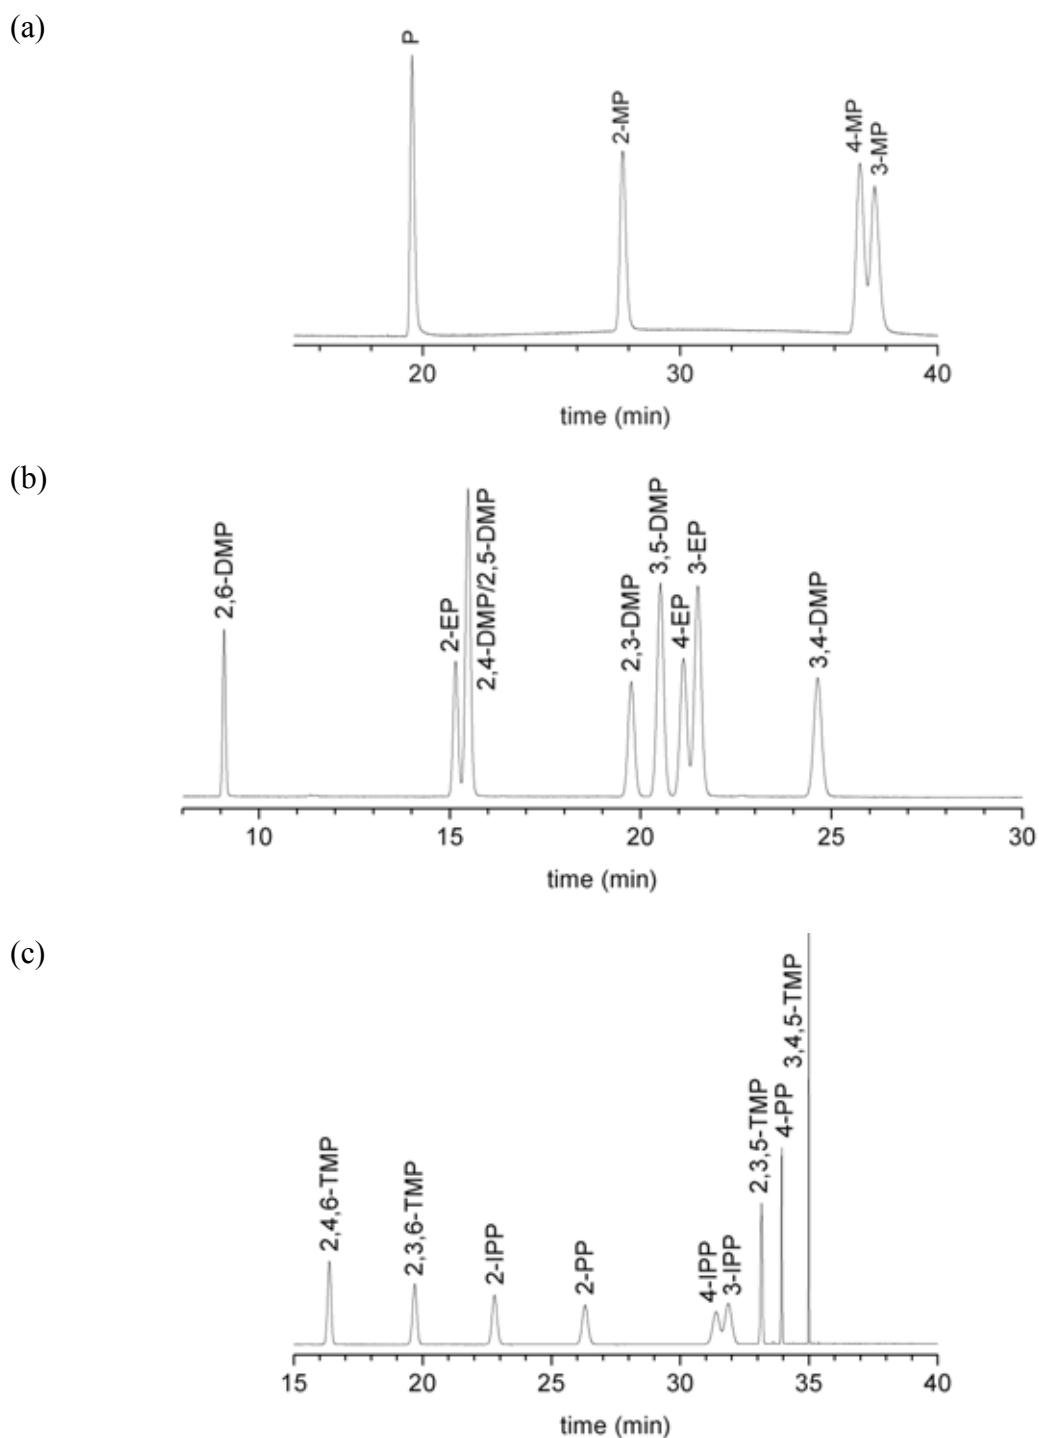 (a)
P
2-MP
4-MP
3-MP
20
30
40
time (min)
(b)
2,6-DMP
2-EP
2,4-DMP/2,5-DMP
2,3-DMP
3,5-DMP
4-EP
3-EP
3,4-DMP
10
15
20
25
30
time (min)
(c)
2,4,6-TMP
2,3,6-TMP
2-IPP
2-PP
4-IPP
3-IPP
2,3,5-TMP
4-PP
3,4,5-TMP
15
20
25
30
35
40
time (min)